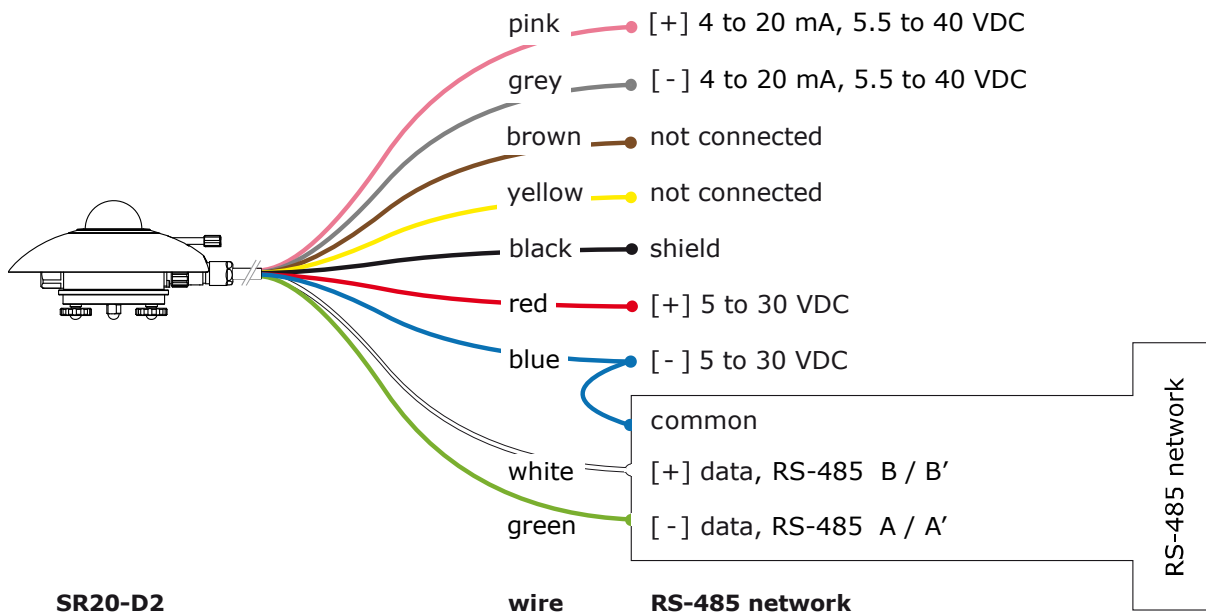 pink [+] 4 to 20 mA, 5.5 to 40 VDC
grey [-] 4 to 20 mA, 5.5 to 40 VDC
brown not connected
yellow not connected
black shield
red [+] 5 to 30 VDC
blue [-] 5 to 30 VDC
common
white [+] data, RS-485 B / B′
green [-] data, RS-485 A / A′
RS-485 network
SR20-D2 wire RS-485 network